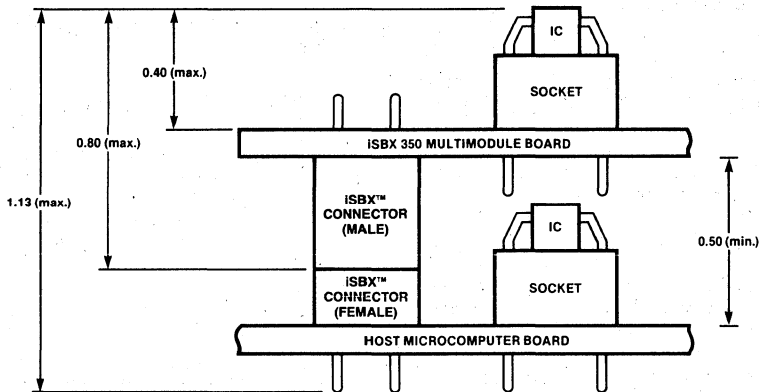 IC
0.40 (max.)
SOCKET
0.80 (max.)
iSBX 350 MULTIMODULE BOARD
1.13 (max.)
iSBX™
CONNECTOR
(MALE)
IC
0.50 (min.)
iSBX™
CONNECTOR
(FEMALE)
SOCKET
HOST MICROCOMPUTER BOARD